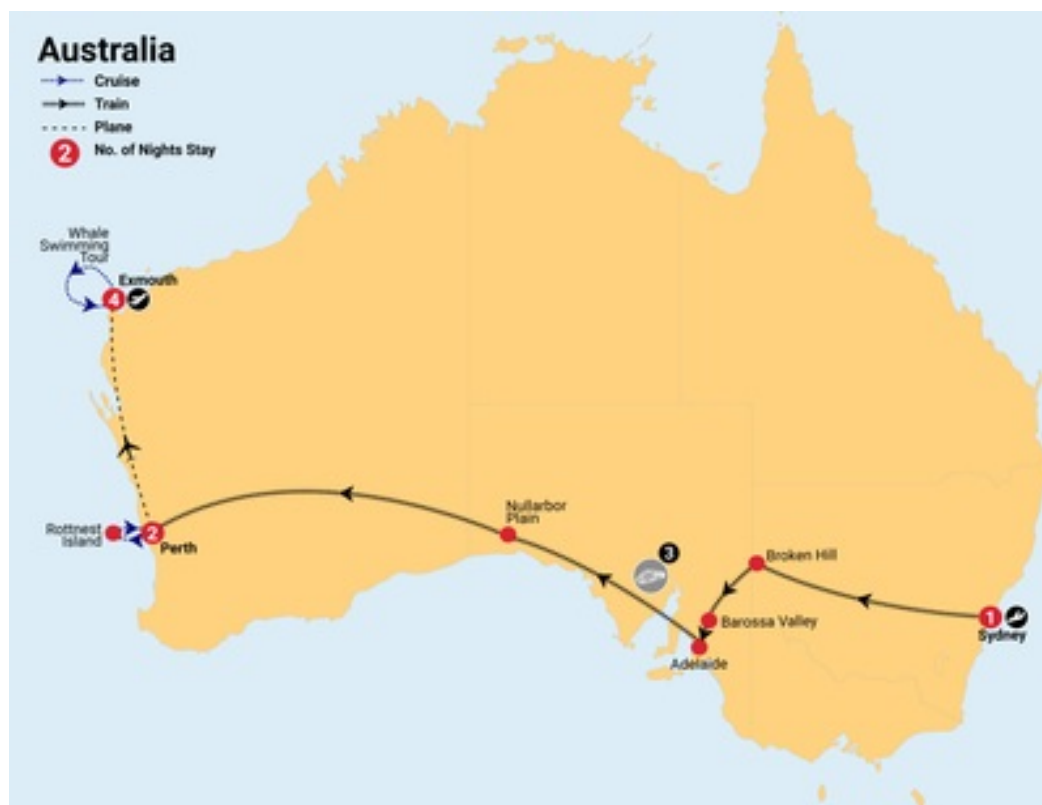 Australia
Cruise
Train
Plane
2
No. of Nights Stay
Whale
Swimming
Tour
Exmouth
4
Rottnest
Island
2
Perth
Nullarbor
Plain
3
Broken Hill
Barossa Valley
Adelaide
1
Sydney